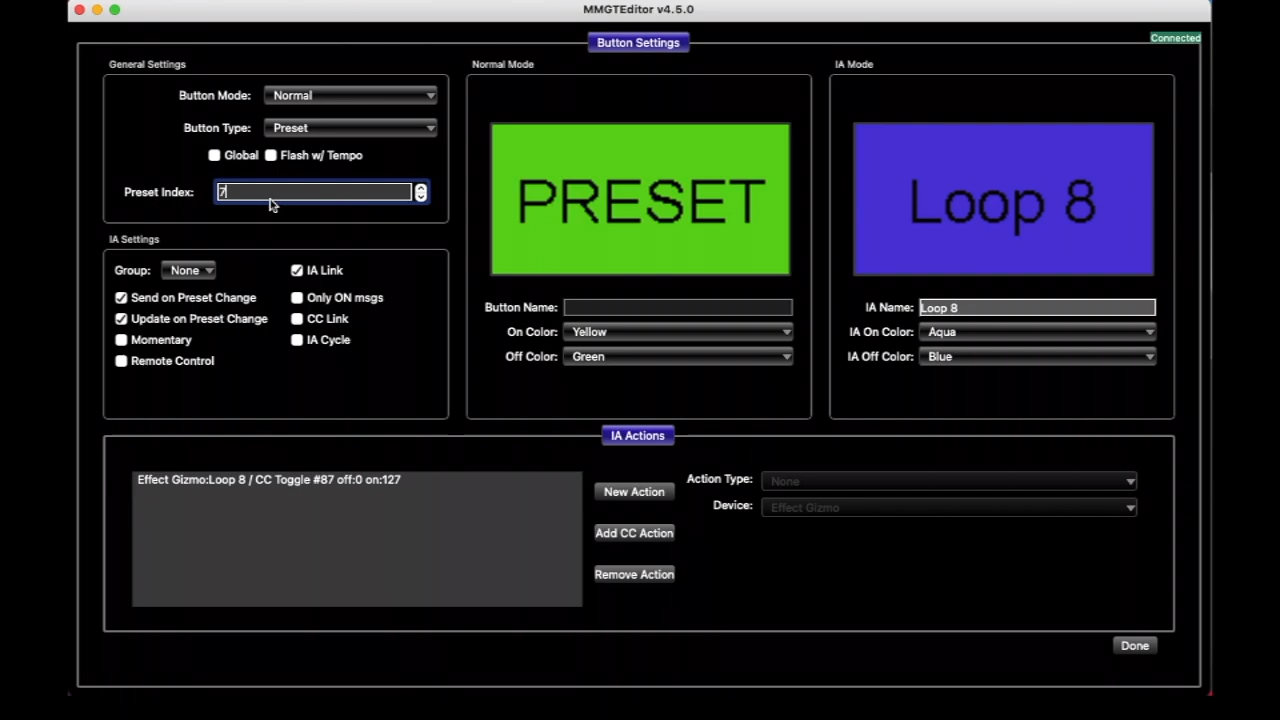 MMGTEditor v4.5.0
Connected
Button Settings
General Settings
Button Mode: Normal
Button Type: Preset
Global Flash w/ Tempo
Preset Index: 7
Normal Mode
PRESET
Button Name:
On Color: Yellow
Off Color: Green
IA Mode
Loop 8
IA Name: Loop 8
IA On Color: Aqua
IA Off Color: Blue
IA Settings
Group: None IA Link
Send on Preset Change Only ON msgs
Update on Preset Change CC Link
Momentary IA Cycle
Remote Control
IA Actions
Effect Gizmo:Loop 8 / CC Toggle #87 off:0 on:127
New Action
Add CC Action
Remove Action
Action Type: None
Device: Effect Gizmo
Done